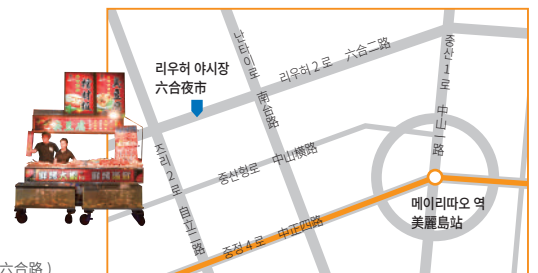 리우허 야시장
六合夜市
난타이로 南台路
리우허 2로 六合二路
중산 1로 中山一路
쯔리 2로 自立二路
중산헝로 中山橫路
중정 4로 中正四路
메이리따오 역
美麗島站
六合路 )